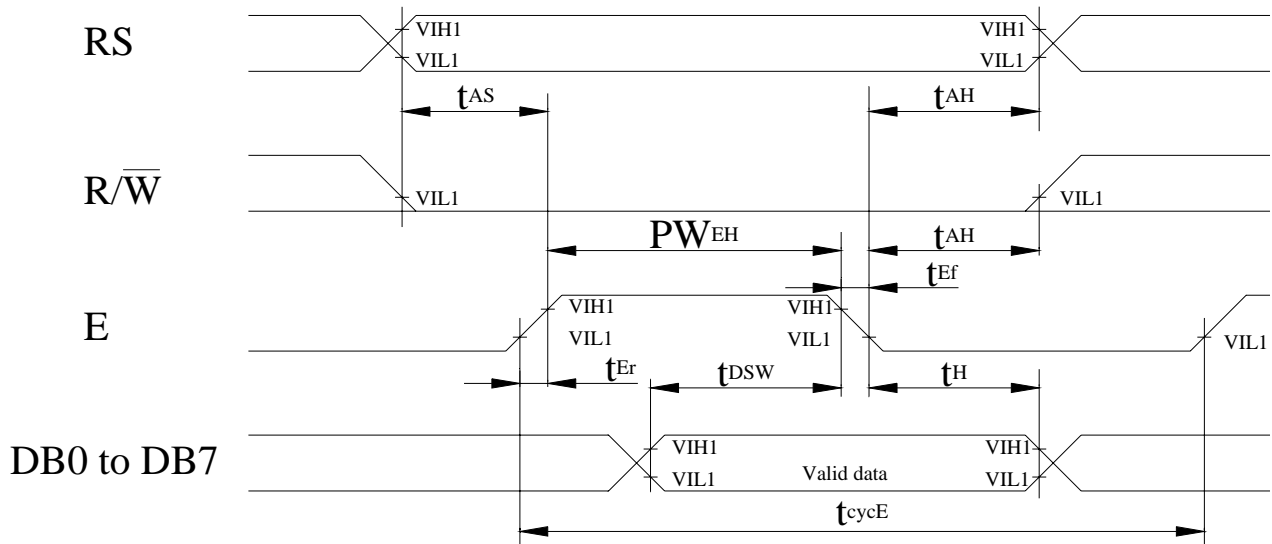 RS
VIH1
VIL1
VIH1
VIL1
tAS
tAH
R/W̅
VIL1
VIL1
PWEH
tAH
tEf
E
VIH1
VIL1
VIH1
VIL1
VIL1
tEr
tDSW
tH
DB0 to DB7
VIH1
VIL1
Valid data
VIH1
VIL1
tcycE